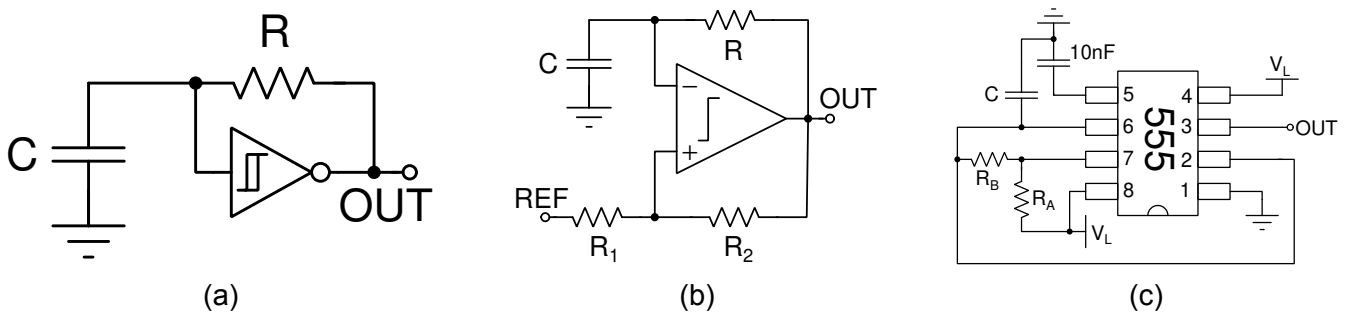 R
C
OUT
(a)
R
C
−
+
OUT
REF
R1
R2
(b)
10nF
VL
C
5
4
6
3
OUT
7
2
RB
8
1
RA
VL
555
(c)